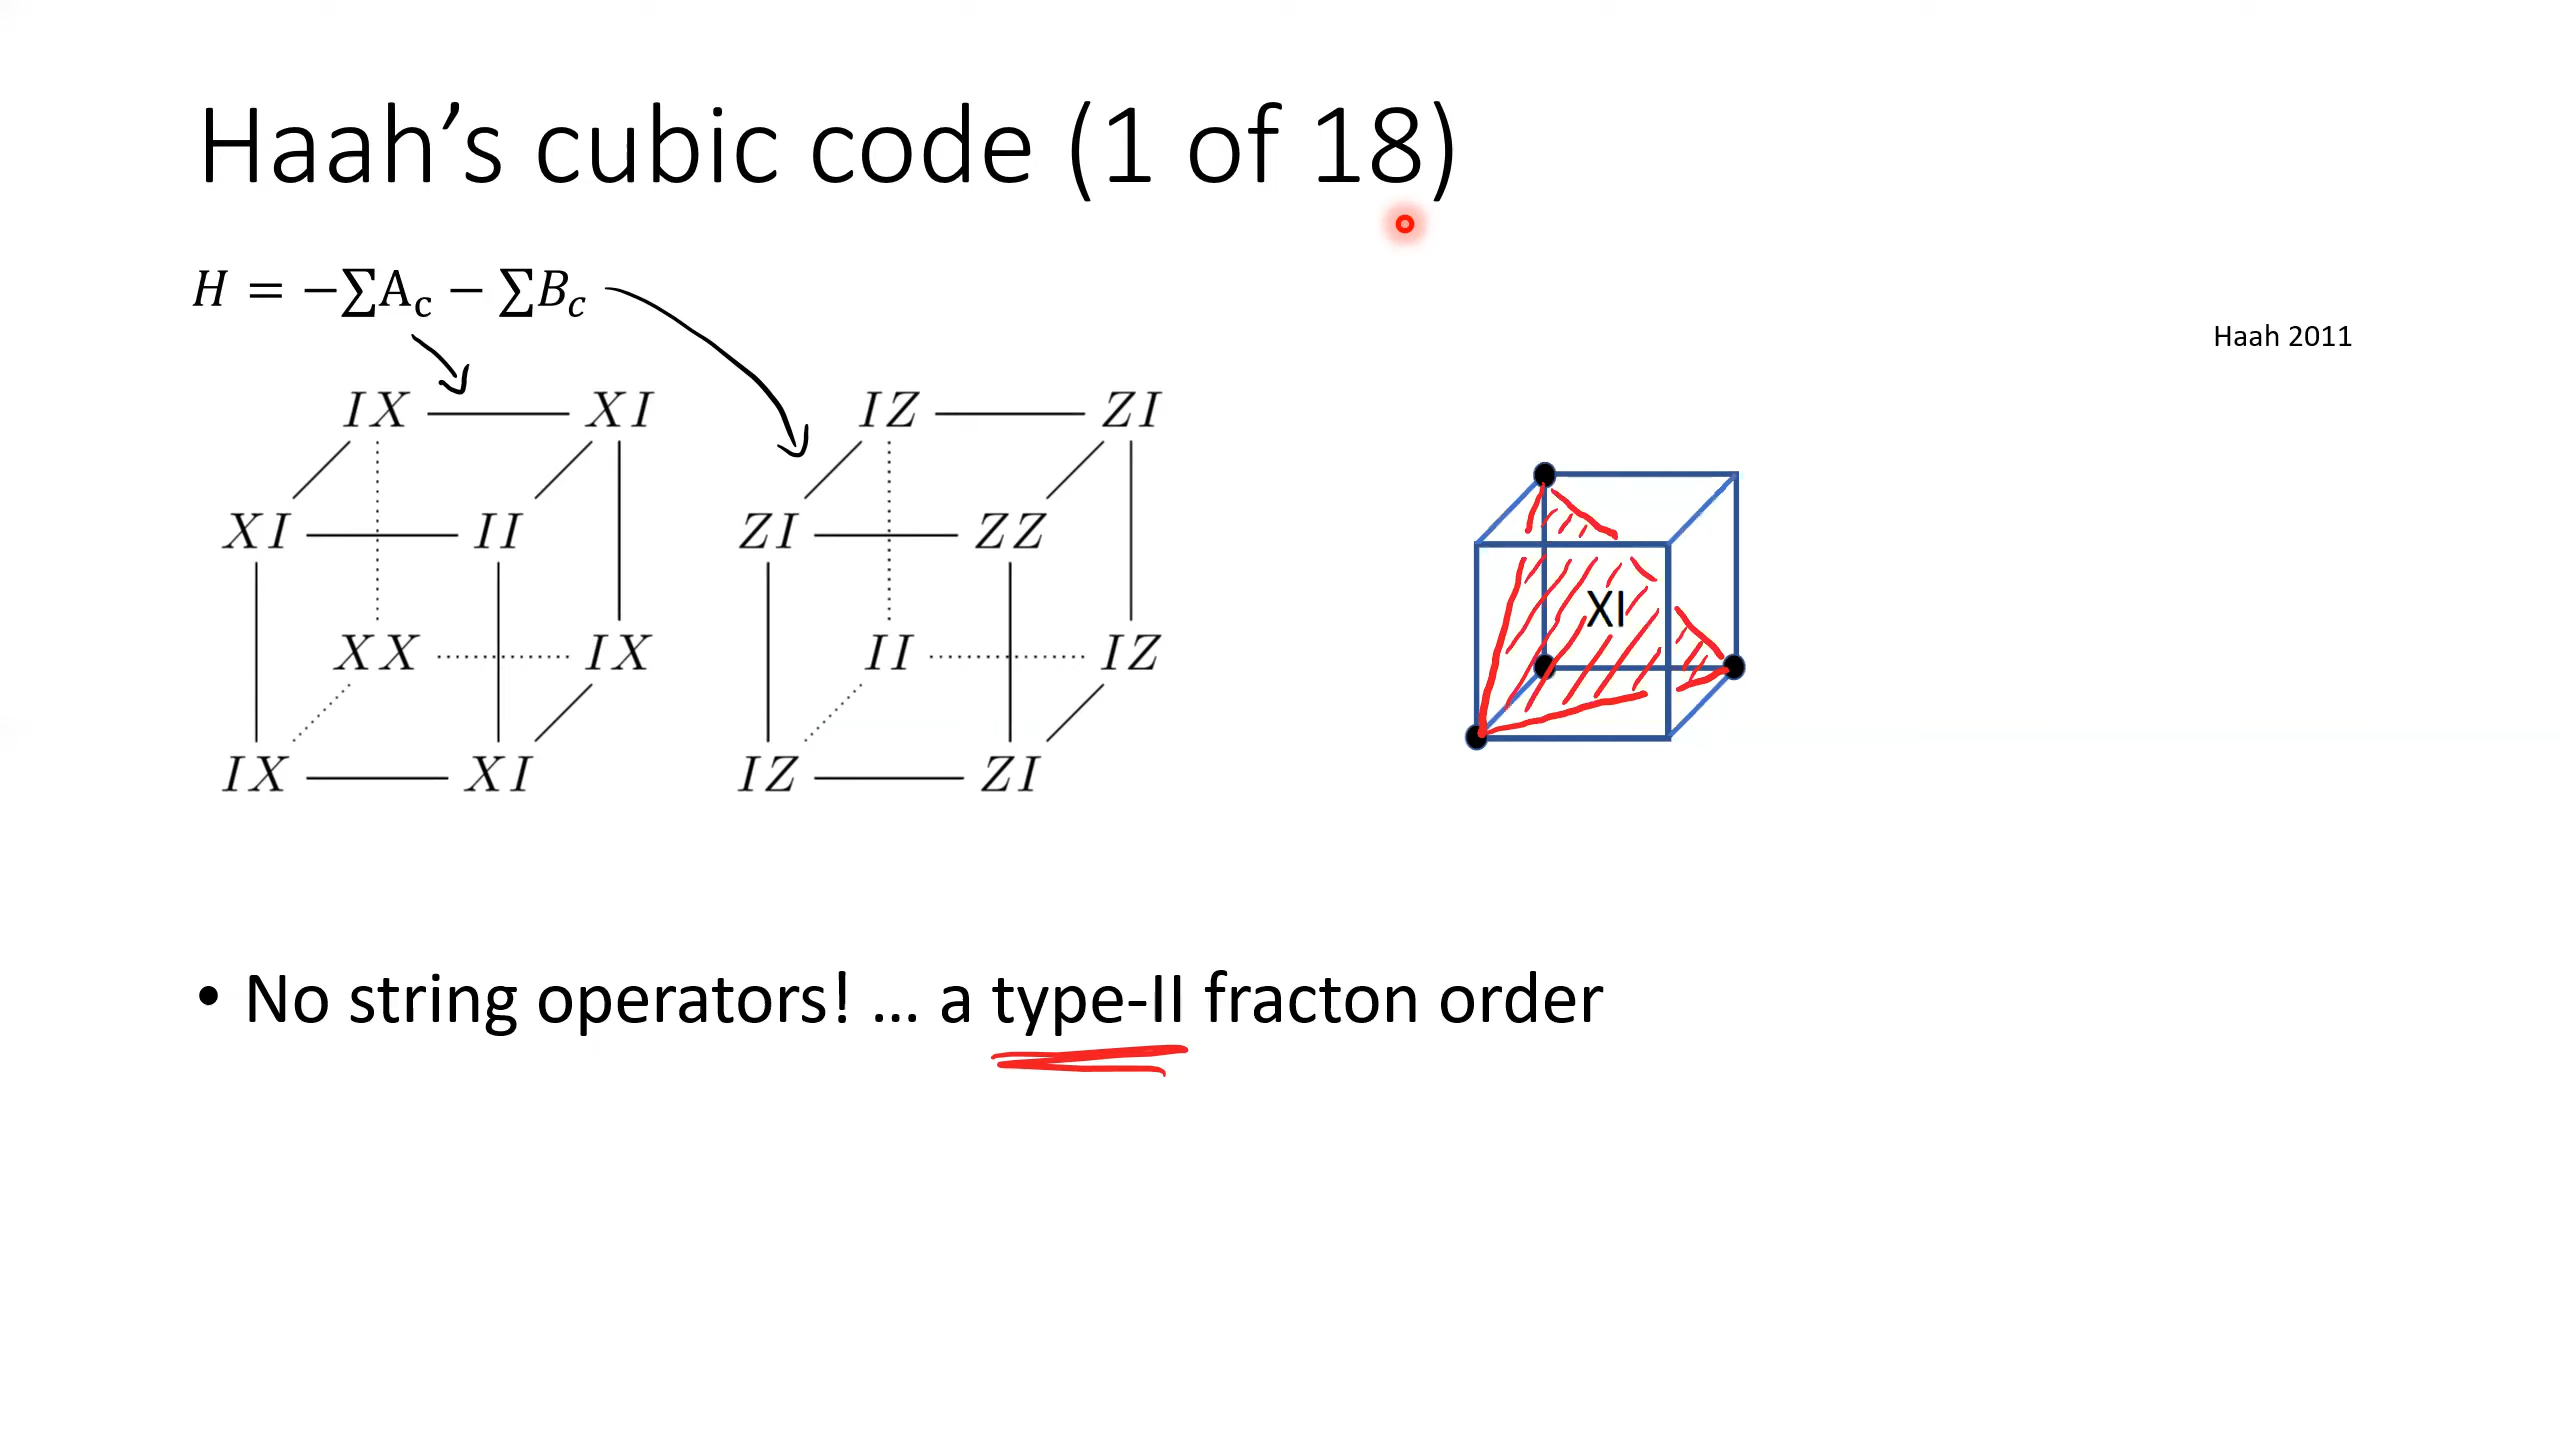 Haah’s cubic code (1 of 18)
H = −∑A_c − ∑B_c
Haah 2011
IX XI
XI II
XX IX
IX XI
IZ ZI
ZI ZZ
II IZ
IZ ZI
XI
• No string operators! … a type-II fracton order